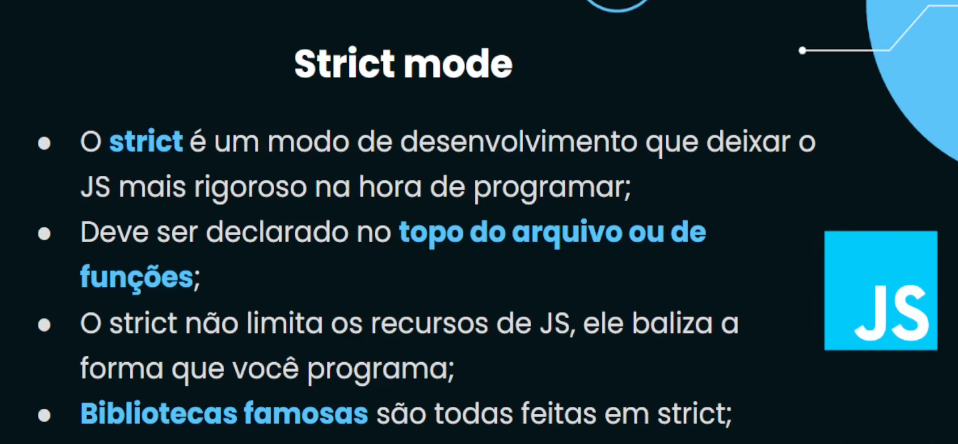 Strict mode
● O strict é um modo de desenvolvimento que deixar o
JS mais rigoroso na hora de programar;
● Deve ser declarado no topo do arquivo ou de
funções;
● O strict não limita os recursos de JS, ele baliza a
forma que você programa;
● Bibliotecas famosas são todas feitas em strict;
JS